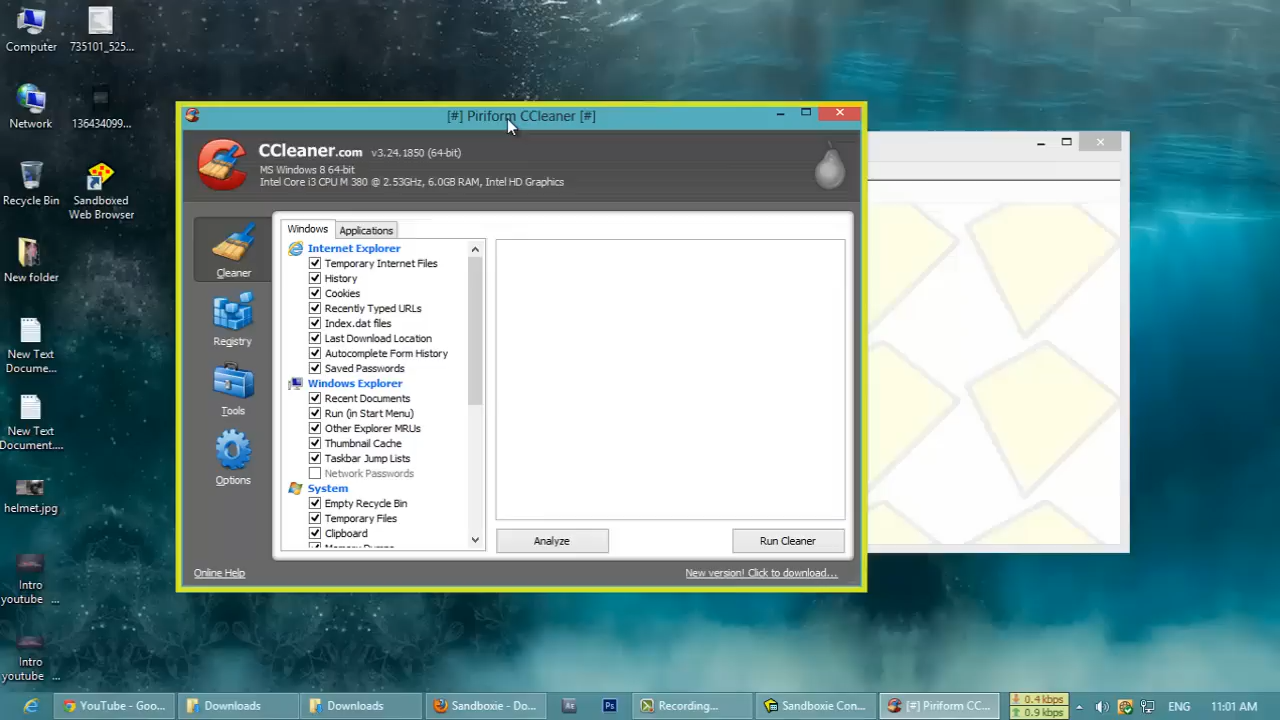 Computer
735101_525...
Network
136434099...
Recycle Bin
Sandboxed
Web Browser
New folder
New Text
Docume...
New Text
Document....
helmet.jpg
Intro
youtube ...
Intro
youtube ...
[#] Piriform CCleaner [#]
CCleaner.com v3.24.1850 (64-bit)
MS Windows 8 64-bit
Intel Core i3 CPU M 380 @ 2.53GHz, 6.0GB RAM, Intel HD Graphics
Cleaner
Registry
Tools
Options
Windows
Applications
Internet Explorer
Temporary Internet Files
History
Cookies
Recently Typed URLs
Index.dat files
Last Download Location
Autocomplete Form History
Saved Passwords
Windows Explorer
Recent Documents
Run (in Start Menu)
Other Explorer MRUs
Thumbnail Cache
Taskbar Jump Lists
Network Passwords
System
Empty Recycle Bin
Temporary Files
Clipboard
Memory Dumps
Analyze
Run Cleaner
Online Help
New version! Click to download...
YouTube - Goo...
Downloads
Downloads
Sandboxie - Do...
Ae
Ps
Recording...
Sandboxie Con...
[#] Piriform CC...
0.4 kbps
0.9 kbps
ENG
11:01 AM